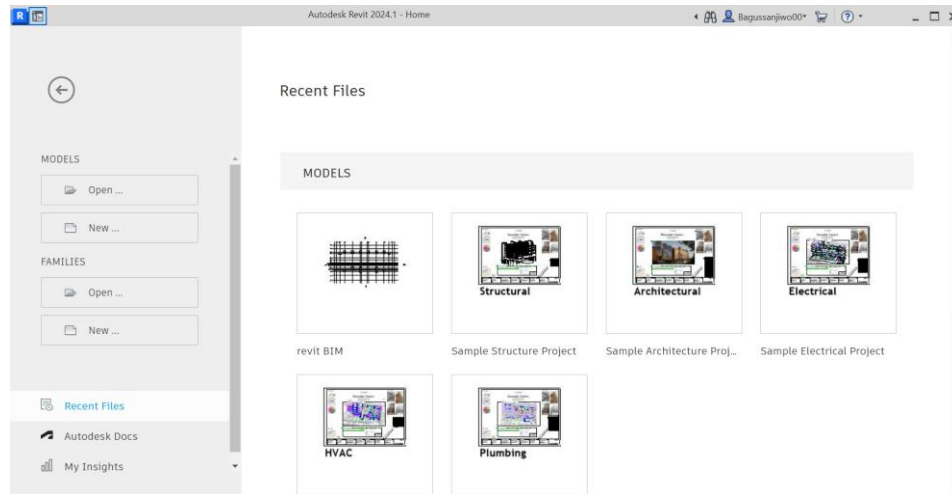 R
Autodesk Revit 2024.1 - Home
Bagussanjiwo00
?
Recent Files
MODELS
Open ...
New ...
FAMILIES
Open ...
New ...
Recent Files
Autodesk Docs
My Insights
MODELS
Structural
Architectural
Electrical
revit BIM
Sample Structure Project
Sample Architecture Proj...
Sample Electrical Project
HVAC
Plumbing